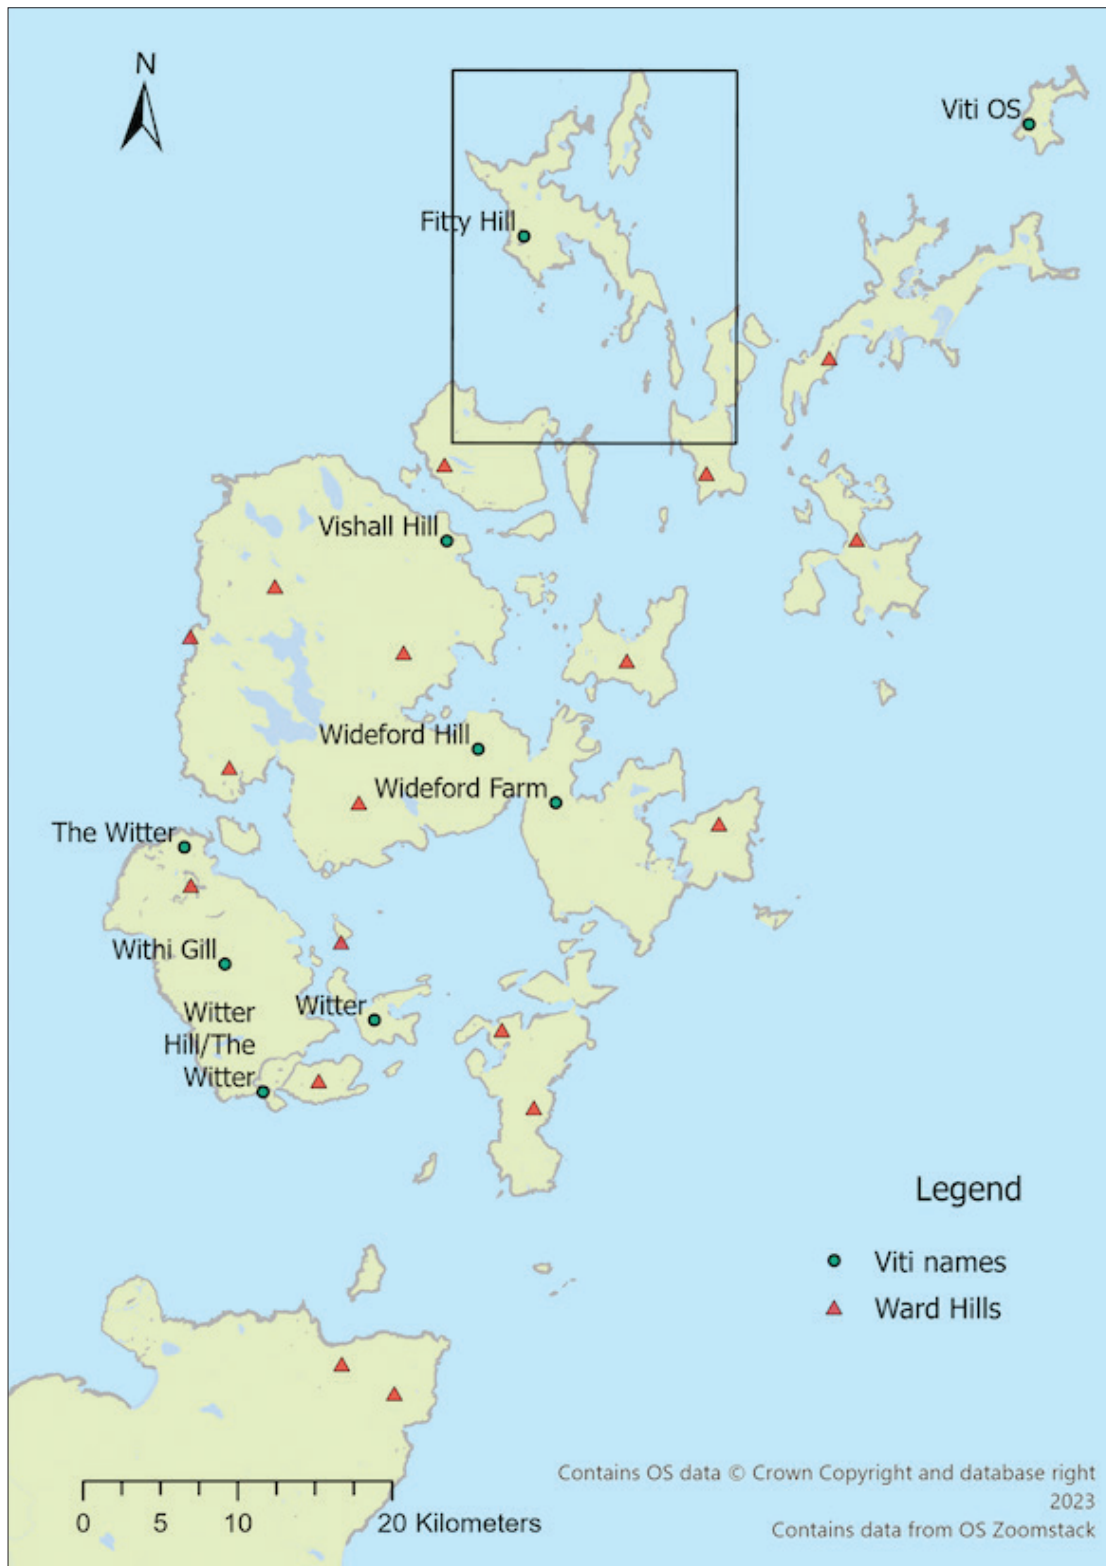 N
Viti OS
Fitty Hill
Vishall Hill
Wideford Hill
Wideford Farm
The Witter
Withi Gill
Witter
Witter
Hill/The
Witter
Legend
Viti names
Ward Hills
0 5 10 20 Kilometers
Contains OS data © Crown Copyright and database right
2023
Contains data from OS Zoomstack